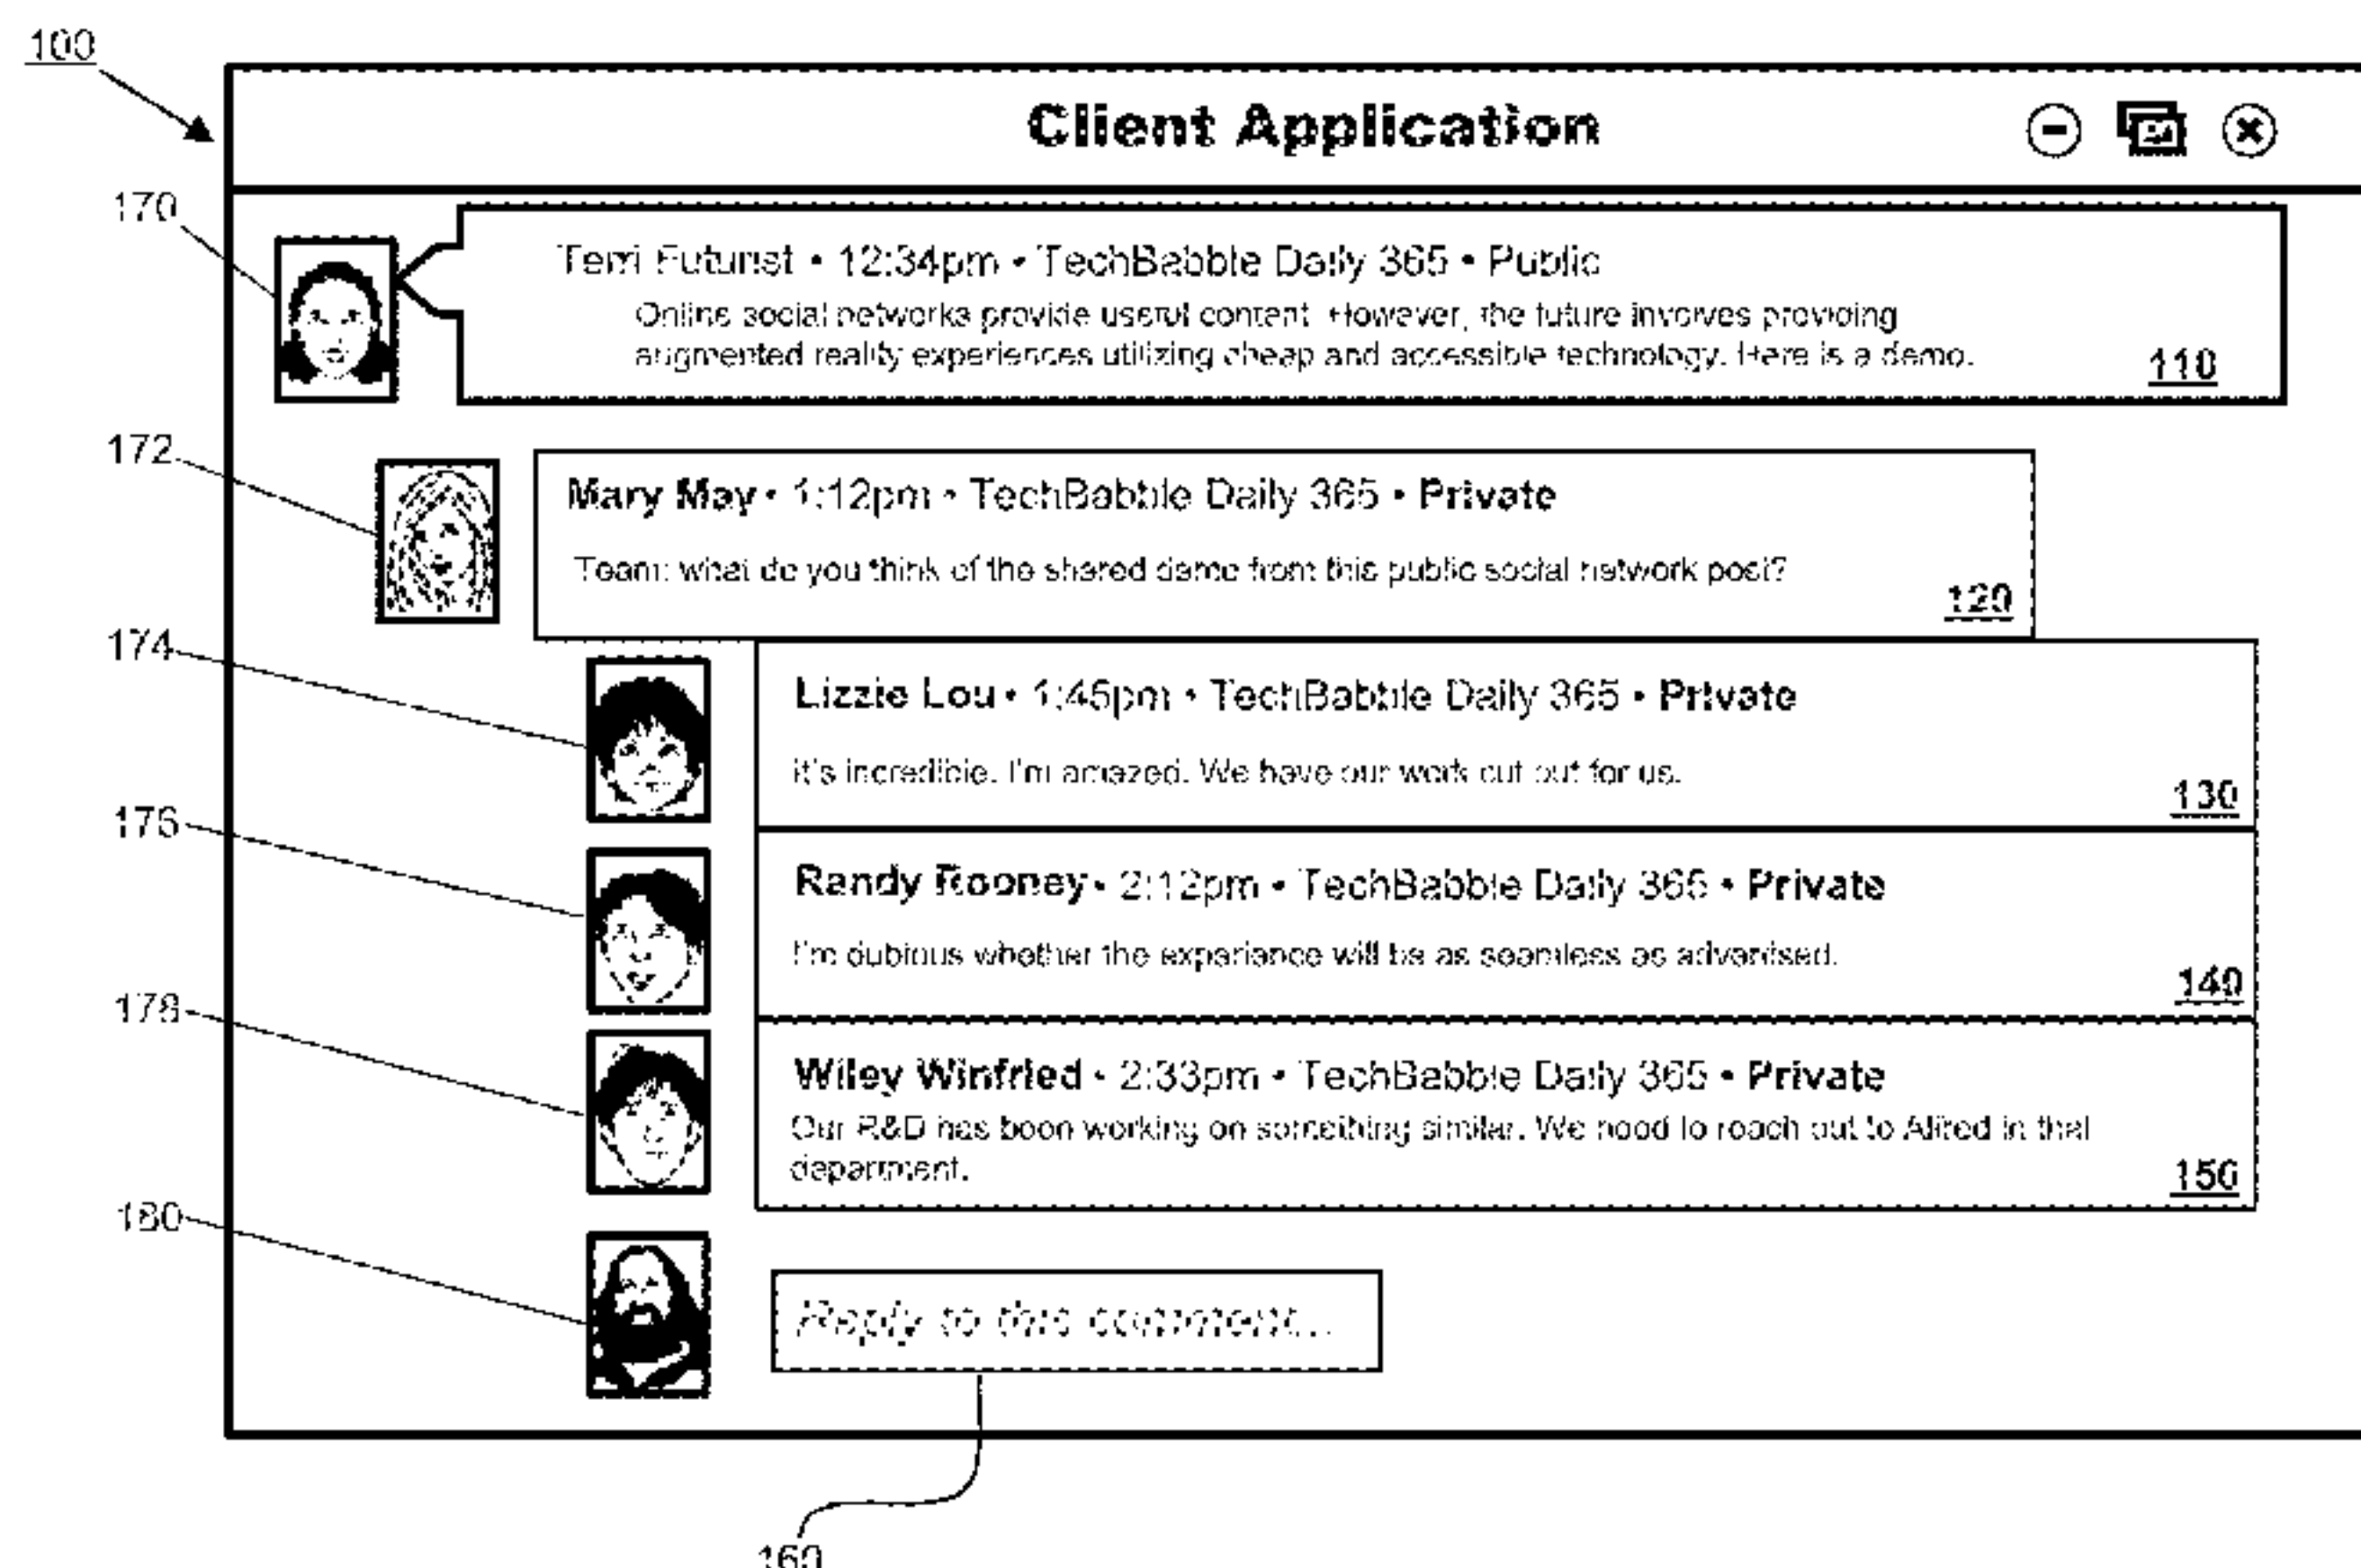 100
Client Application
170
Terri Futurist • 12:34pm • TechBabble Daily 365 • Public
Online social networks provide useful content. However, the future involves providing
augmented reality experiences utilizing cheap and accessible technology. Here is a demo.
110
172
Mary May • 1:12pm • TechBabble Daily 365 • Private
Team: what do you think of the shared demo from this public social network post?
120
174
Lizzie Lou • 1:45pm • TechBabble Daily 365 • Private
It's incredible. I'm amazed. We have our work cut out for us.
130
176
Randy Rooney • 2:12pm • TechBabble Daily 365 • Private
I'm dubious whether the experience will be as seamless as advertised.
140
178
Wiley Winfried • 2:33pm • TechBabble Daily 365 • Private
Our R&D has been working on something similar. We need to reach out to Alfred in that
department.
150
180
Reply to this comment...
160